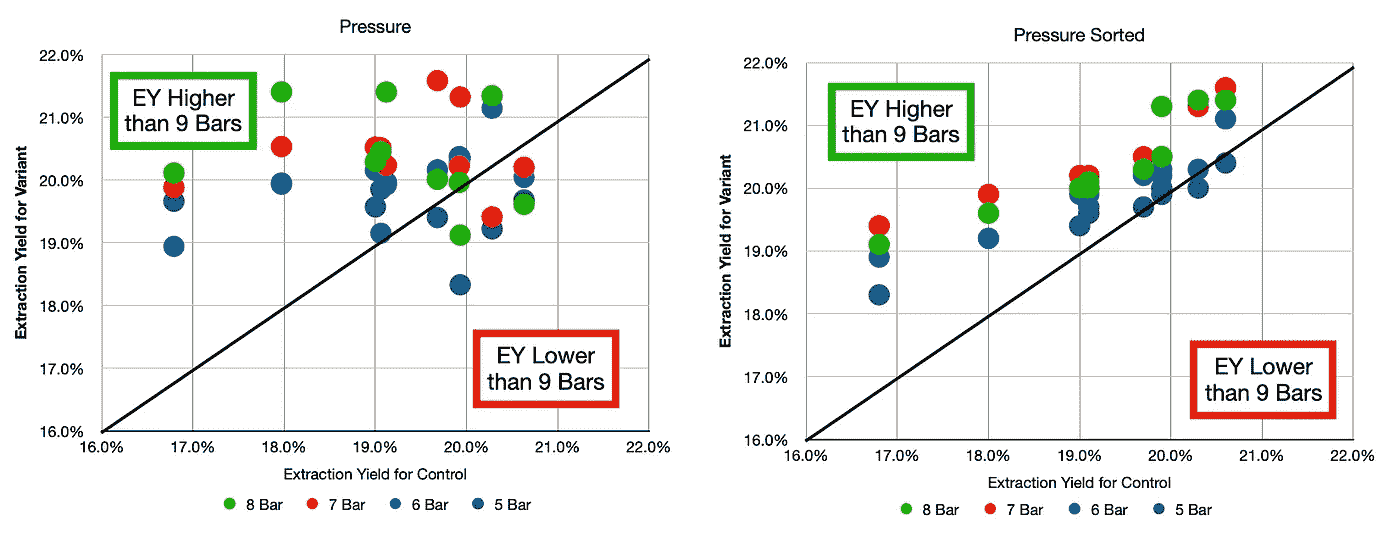 Pressure
22.0%
21.0%
20.0%
19.0%
18.0%
17.0%
16.0%
Extraction Yield for Variant
EY Higher
than 9 Bars
EY Lower
than 9 Bars
16.0% 17.0% 18.0% 19.0% 20.0% 21.0% 22.0%
Extraction Yield for Control
8 Bar 7 Bar 6 Bar 5 Bar
Pressure Sorted
22.0%
21.0%
20.0%
19.0%
18.0%
17.0%
16.0%
Extraction Yield for Variant
EY Higher
than 9 Bars
EY Lower
than 9 Bars
16.0% 17.0% 18.0% 19.0% 20.0% 21.0% 22.0%
Extraction Yield for Control
8 Bar 7 Bar 6 Bar 5 Bar